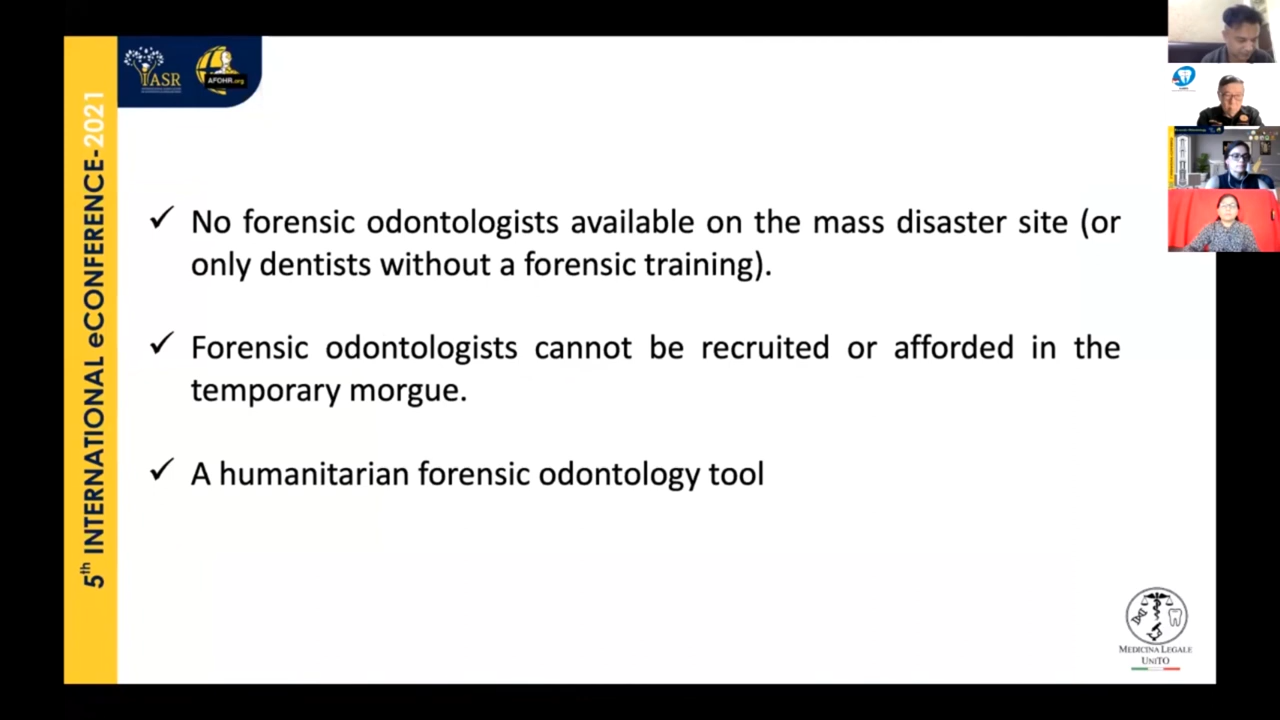 5th INTERNATIONAL eCONFERENCE-2021
IASR
AFOHR.org
✓ No forensic odontologists available on the mass disaster site (or
only dentists without a forensic training).
✓ Forensic odontologists cannot be recruited or afforded in the
temporary morgue.
✓ A humanitarian forensic odontology tool
MEDICINA LEGALE
UNITO